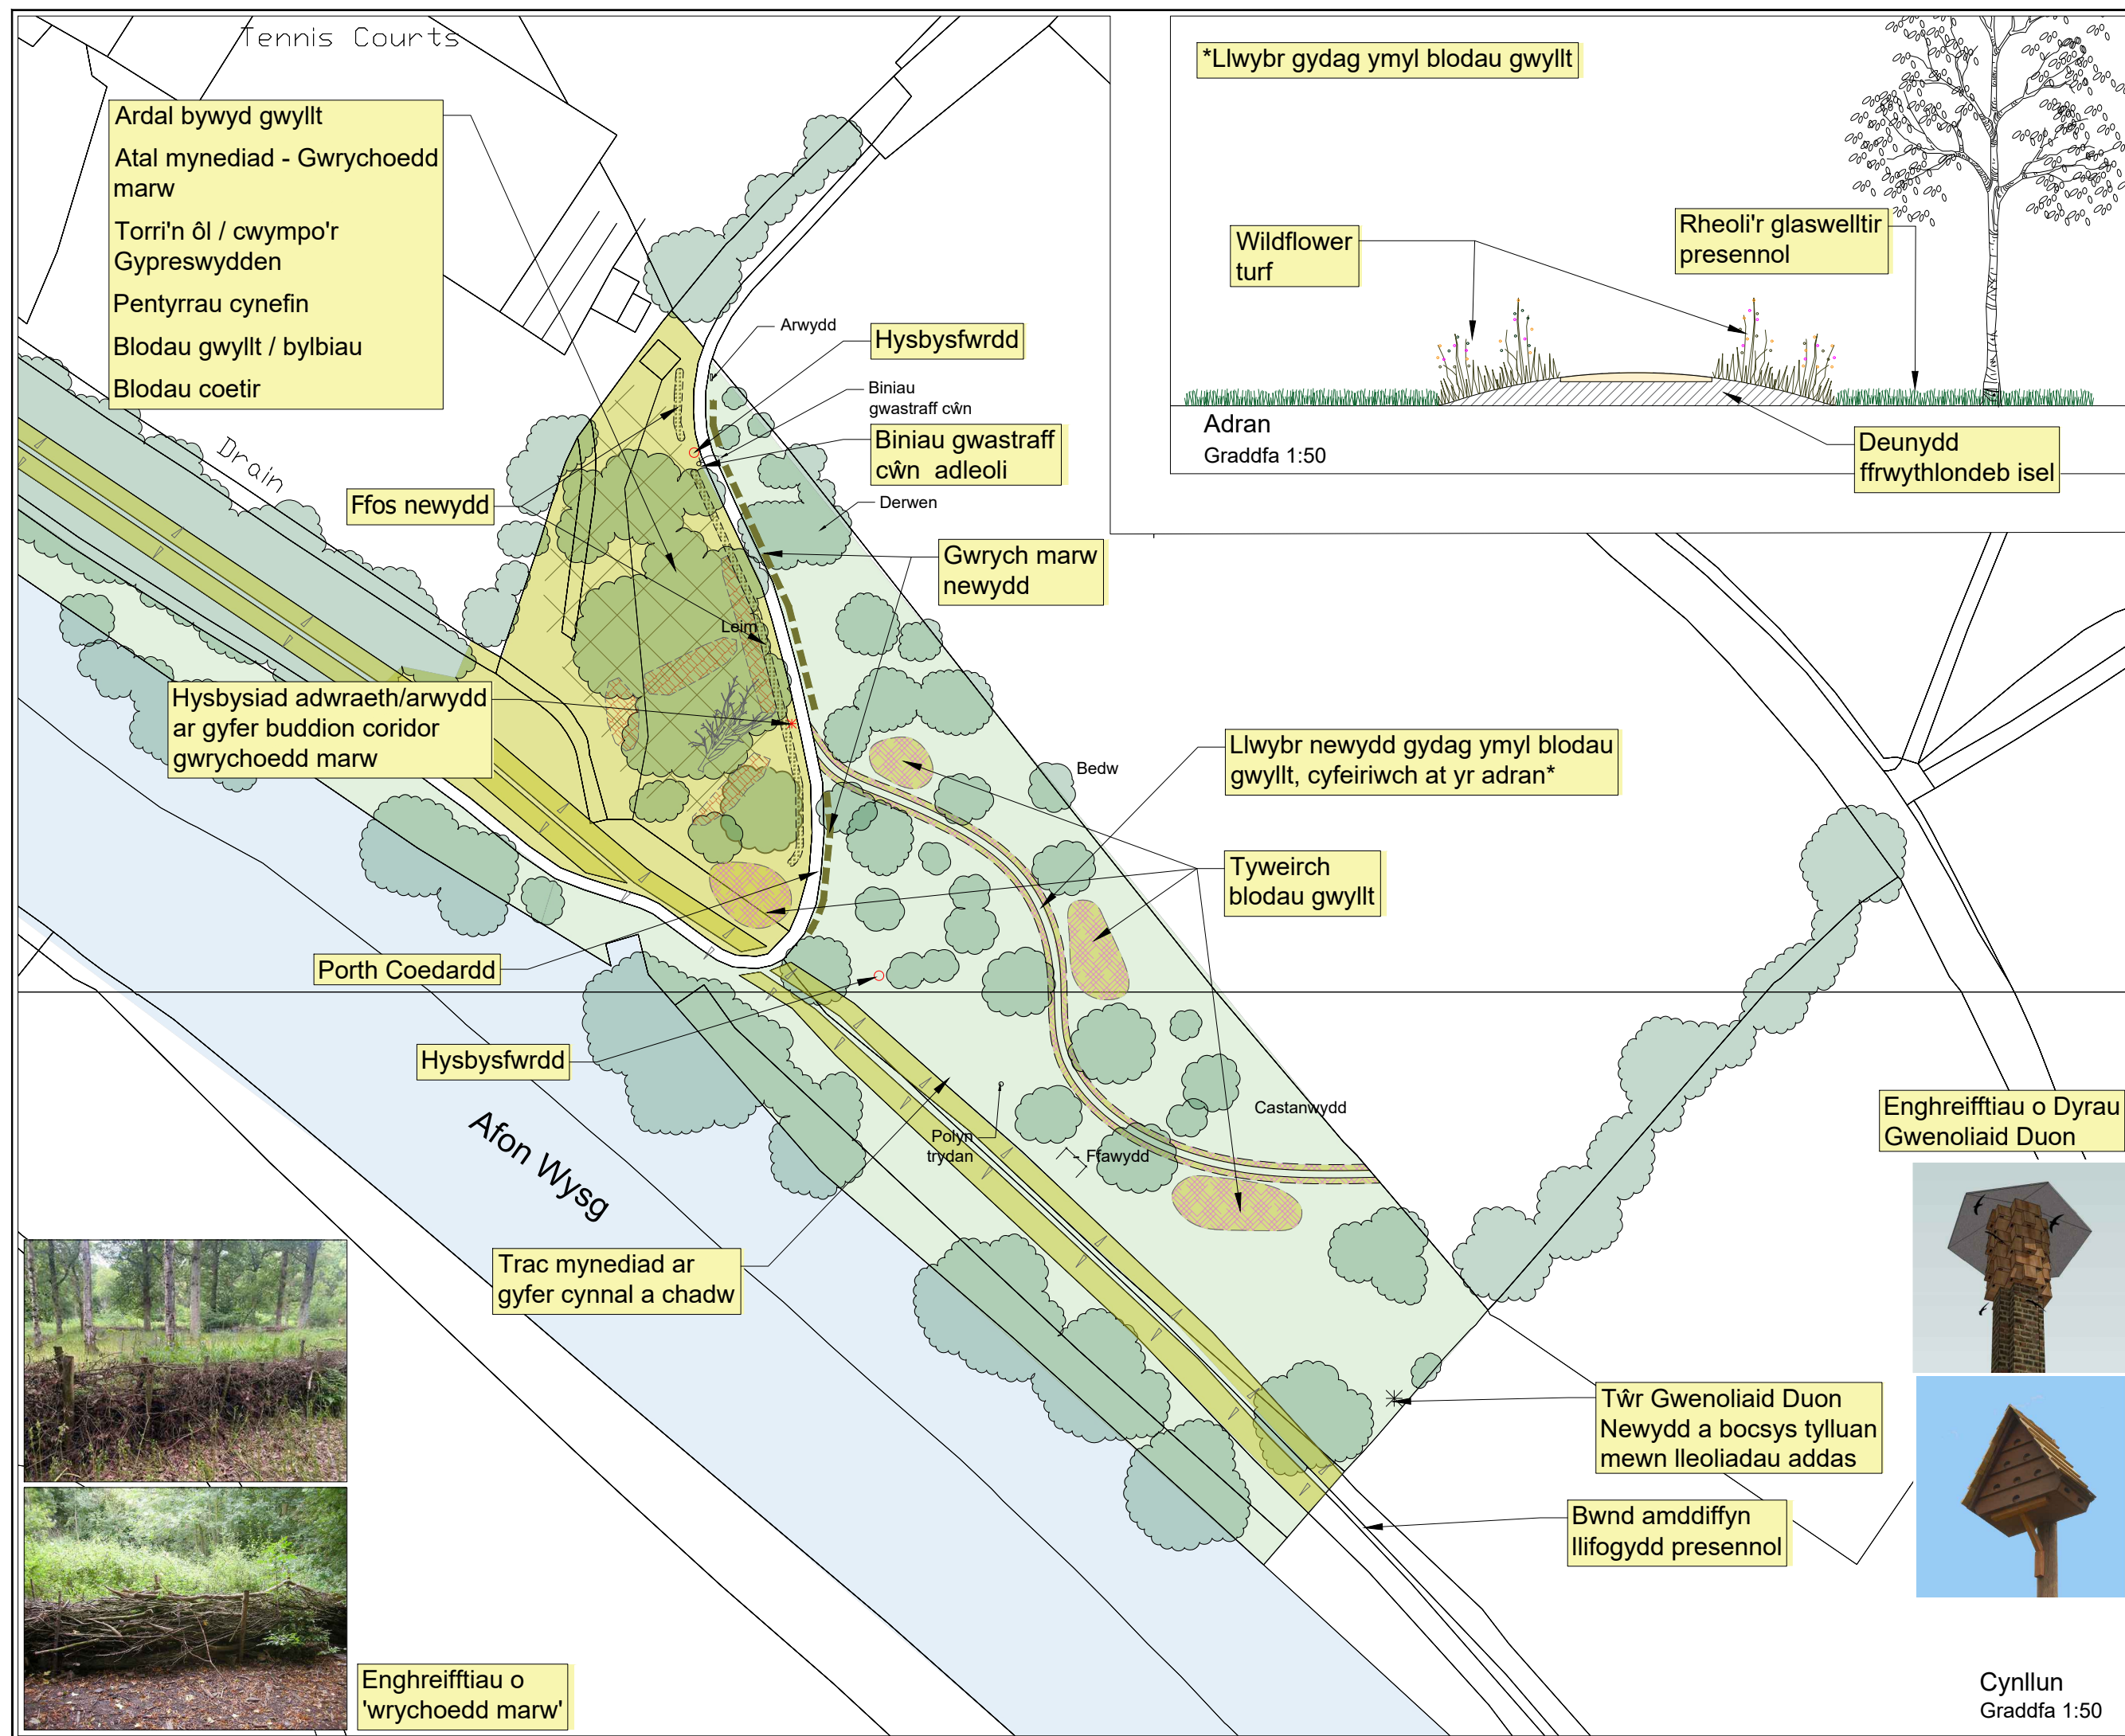 Tennis Courts
Ardal bywyd gwyllt
Atal mynediad - Gwrychoedd
marw
Torri'n ôl / cwympo'r
Gypreswydden
Pentyrrau cynefin
Blodau gwyllt / bylbiau
Blodau coetir
*Llwybr gydag ymyl blodau gwyllt
Wildflower
turf
Rheoli'r glaswelltir
presennol
Adran
Graddfa 1:50
Deunydd
ffrwythlondeb isel
Arwydd
Hysbysfwrdd
Biniau
gwastraff cŵn
Biniau gwastraff
cŵn adleoli
Drain
Ffos newydd
Derwen
Gwrych marw
newydd
Leim
Hysbysiad adwraeth/arwydd
ar gyfer buddion coridor
gwrychoedd marw
Llwybr newydd gydag ymyl blodau
gwyllt, cyfeiriwch at yr adran*
Bedw
Tyweirch
blodau gwyllt
Porth Coedardd
Hysbysfwrdd
Afon Wysg
Polyn
trydan
Ffawydd
Castanwydd
Enghreifftiau o Dyrau
Gwenoliaid Duon
Trac mynediad ar
gyfer cynnal a chadw
Tŵr Gwenoliaid Duon
Newydd a bocsys tylluan
mewn lleoliadau addas
Bwnd amddiffyn
llifogydd presennol
Enghreifftiau o
'wrychoedd marw'
Cynllun
Graddfa 1:50